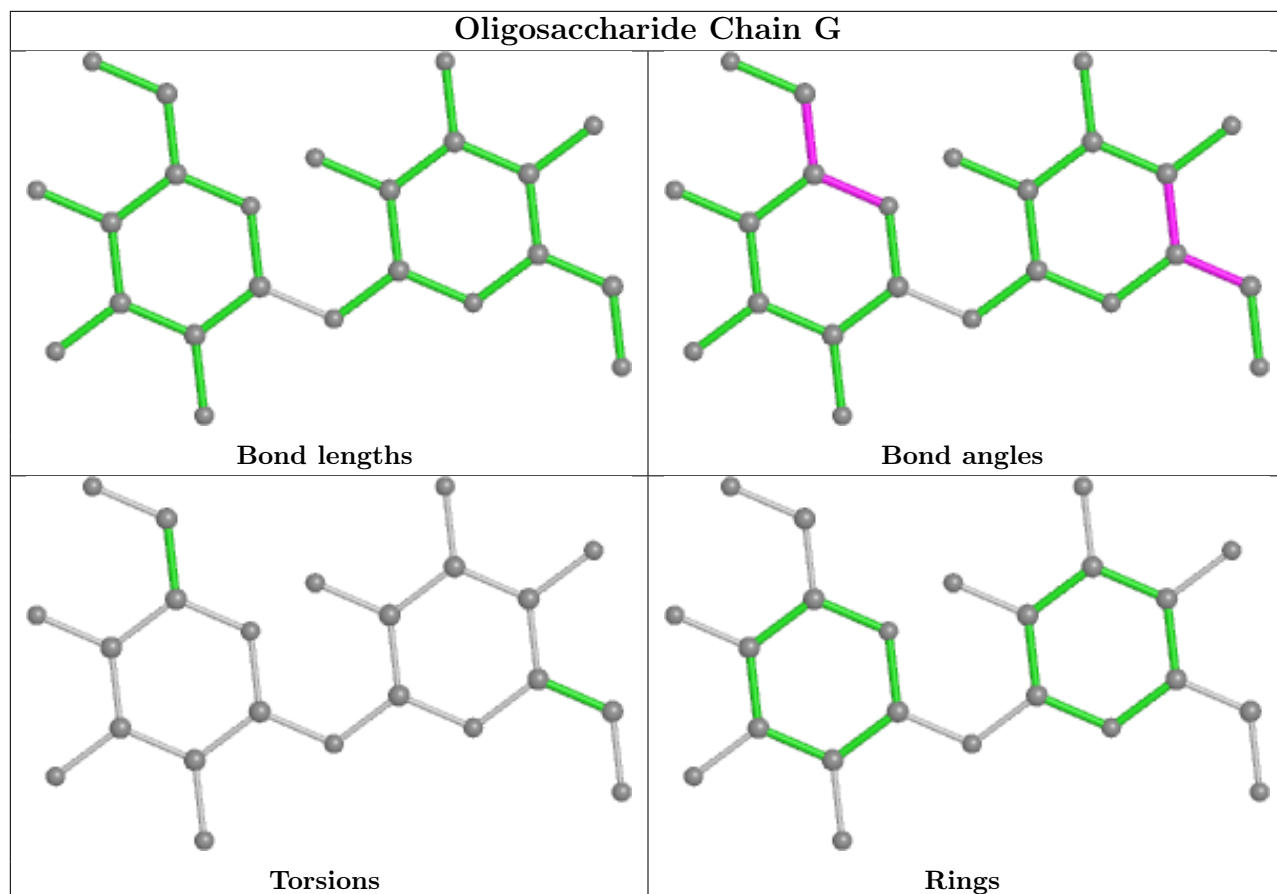 Oligosaccharide Chain G
Bond lengths
Bond angles
Torsions
Rings